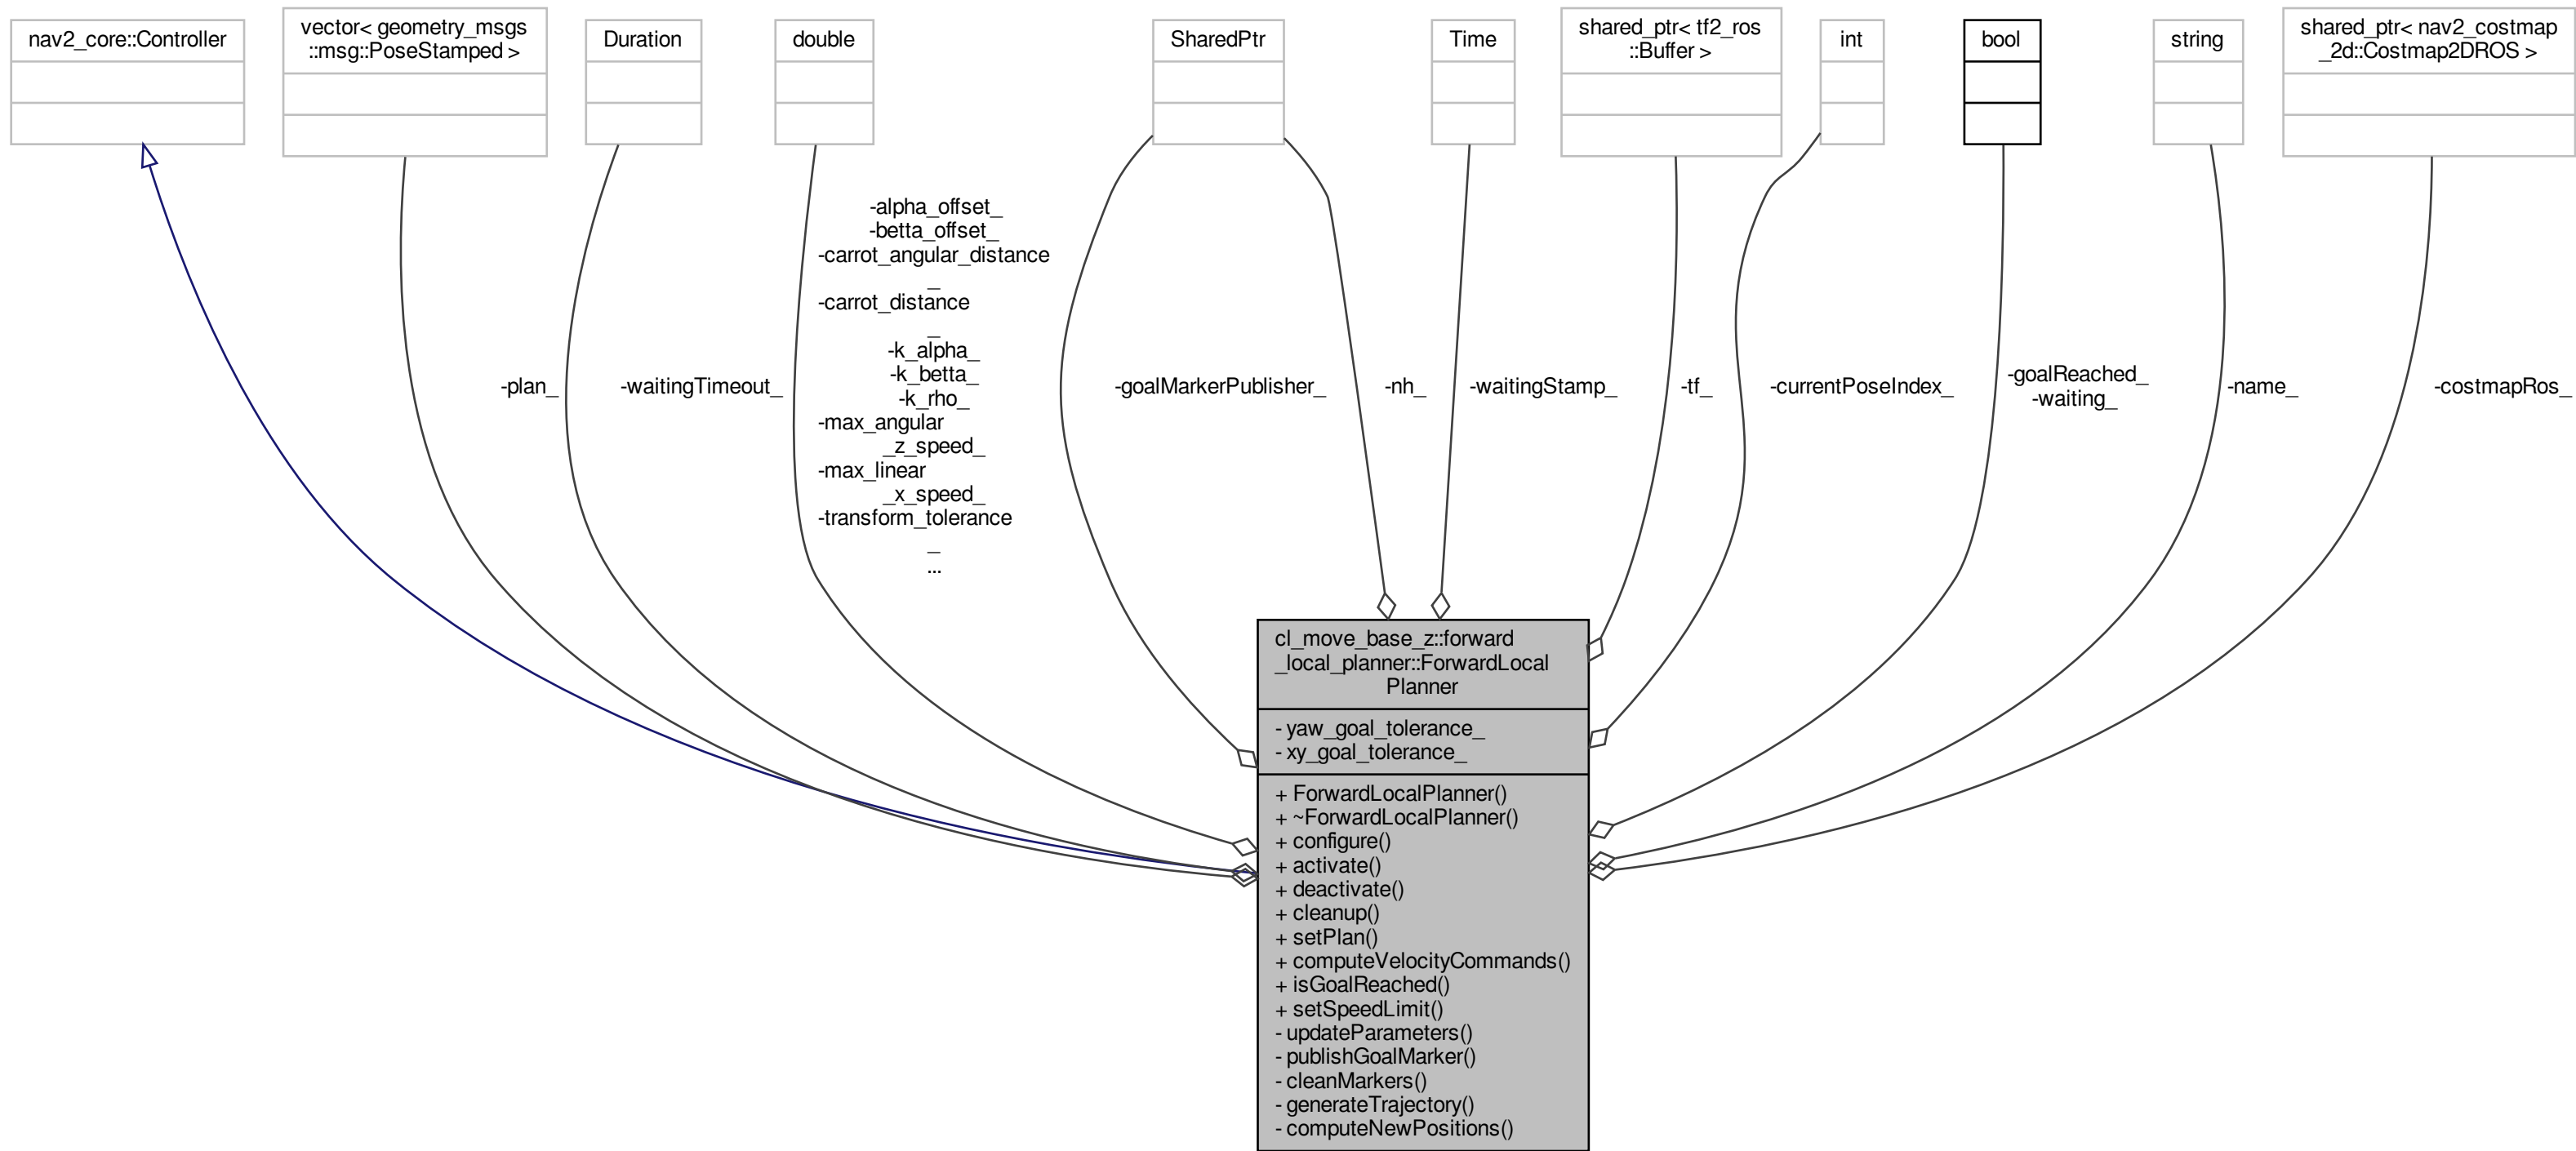 nav2_core::Controller
vector< geometry_msgs
::msg::PoseStamped >
Duration
double
SharedPtr
Time
shared_ptr< tf2_ros
::Buffer >
int
bool
string
shared_ptr< nav2_costmap
_2d::Costmap2DROS >
-plan_
-waitingTimeout_
-alpha_offset_
-betta_offset_
-carrot_angular_distance
_
-carrot_distance
_
-k_alpha_
-k_betta_
-k_rho_
-max_angular
_z_speed_
-max_linear
_x_speed_
-transform_tolerance
_
...
-goalMarkerPublisher_
-nh_
-waitingStamp_
-tf_
-currentPoseIndex_
-goalReached_
-waiting_
-name_
-costmapRos_
cl_move_base_z::forward
_local_planner::ForwardLocal
Planner
- yaw_goal_tolerance_
- xy_goal_tolerance_
+ ForwardLocalPlanner()
+ ~ForwardLocalPlanner()
+ configure()
+ activate()
+ deactivate()
+ cleanup()
+ setPlan()
+ computeVelocityCommands()
+ isGoalReached()
+ setSpeedLimit()
- updateParameters()
- publishGoalMarker()
- cleanMarkers()
- generateTrajectory()
- computeNewPositions()